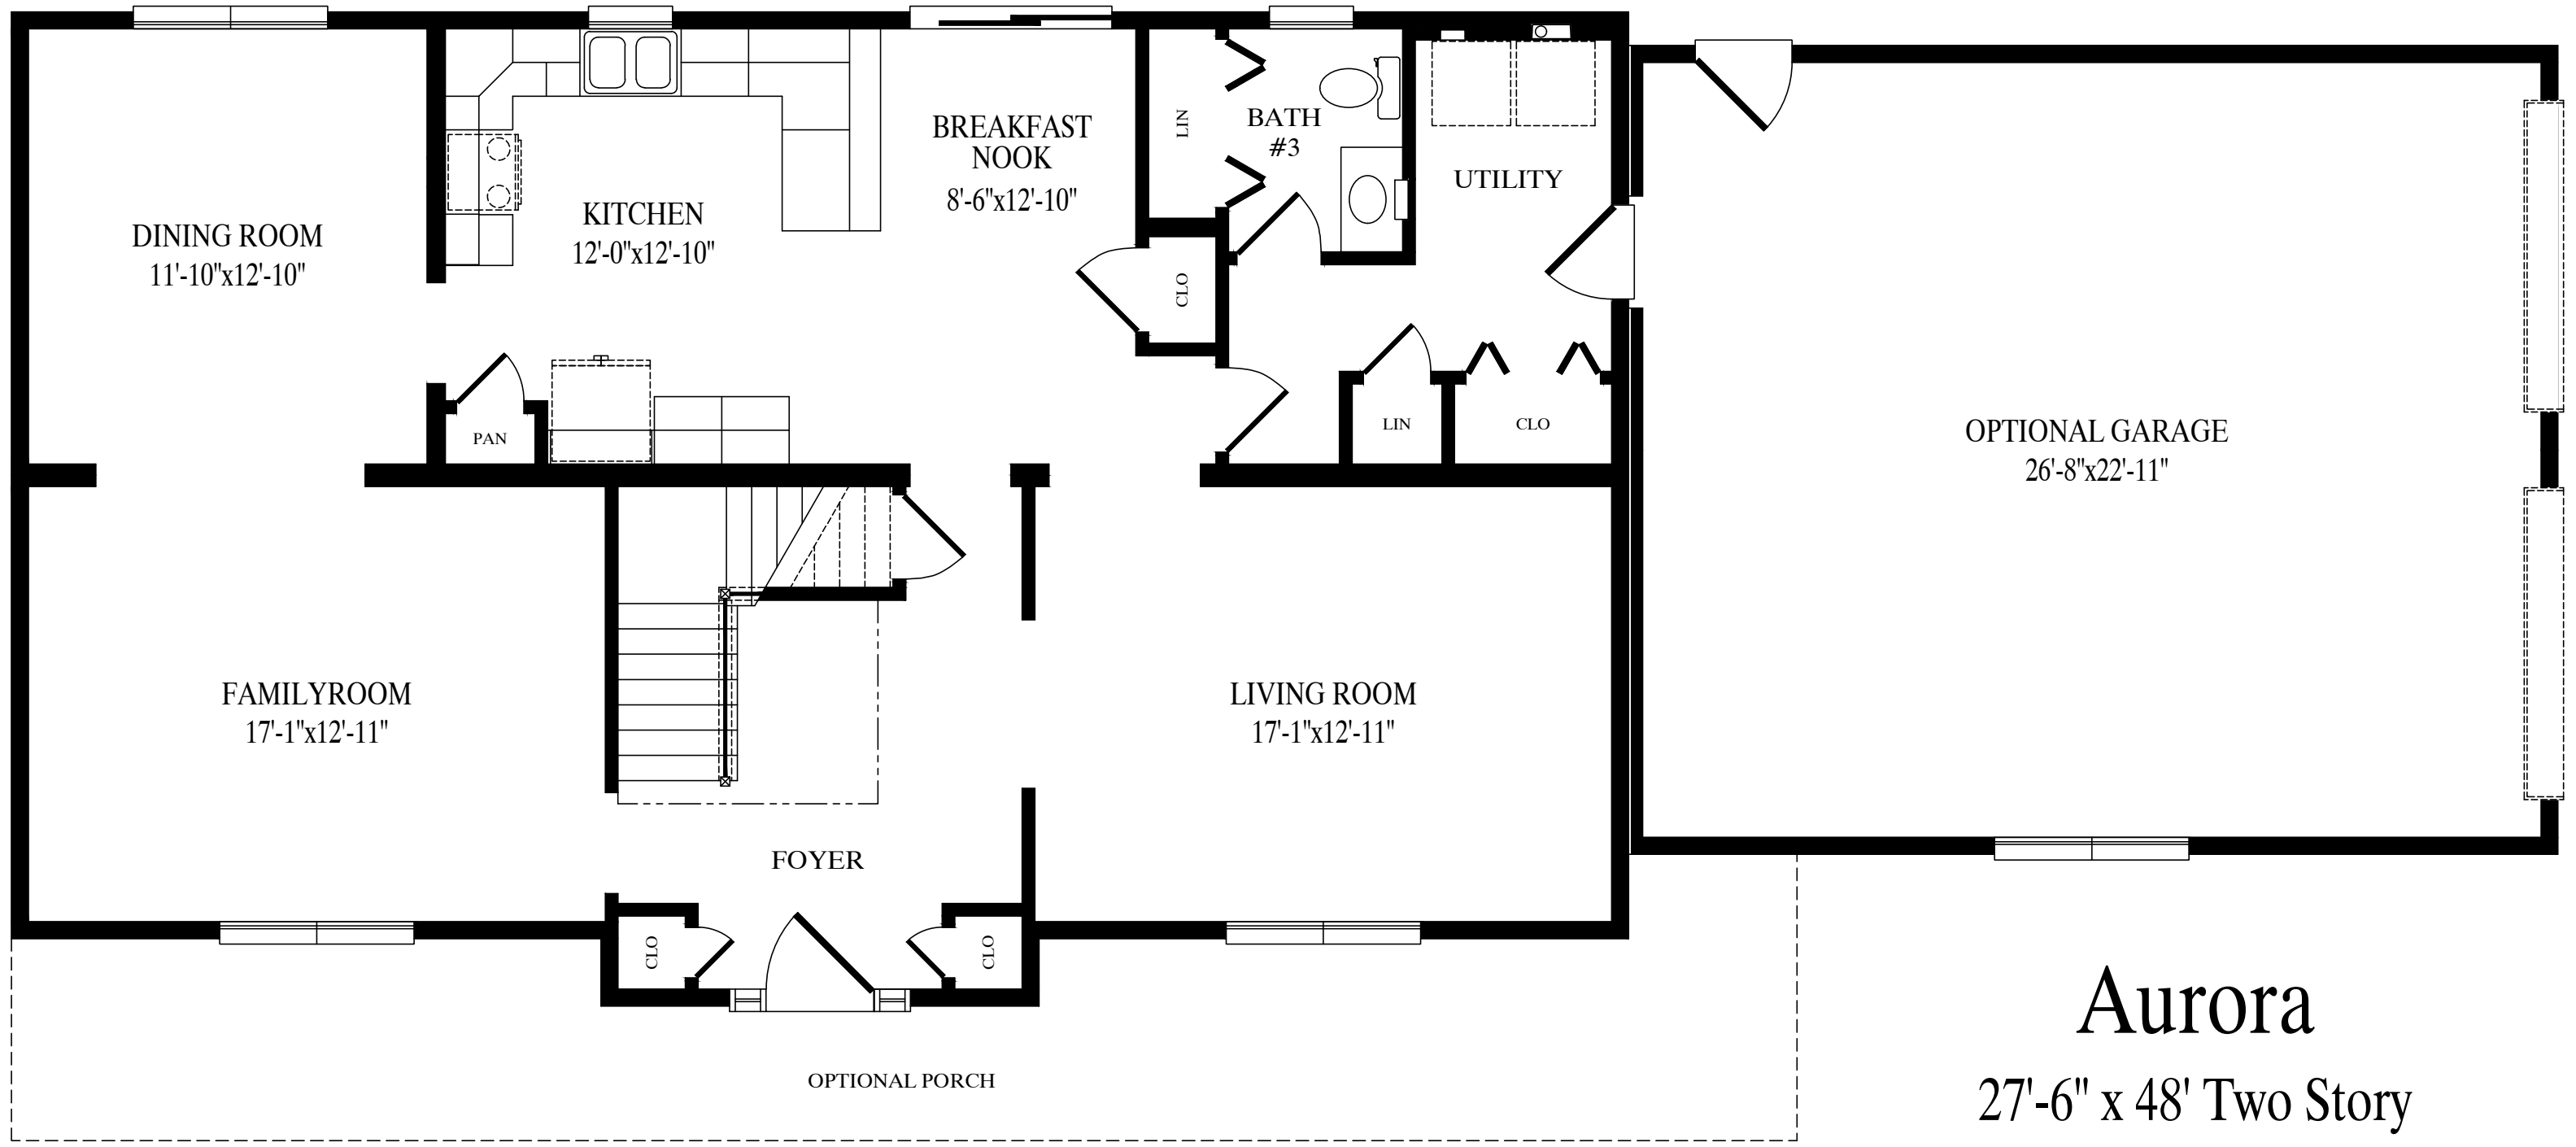 BREAKFAST
NOOK
8'-6"x12'-10"
LIN
BATH
#3
UTILITY
DINING ROOM
11'-10"x12'-10"
KITCHEN
12'-0"x12'-10"
CLO
PAN
LIN
CLO
OPTIONAL GARAGE
26'-8"x22'-11"
FAMILYROOM
17'-1"x12'-11"
LIVING ROOM
17'-1"x12'-11"
FOYER
CLO
CLO
OPTIONAL PORCH
Aurora
27'-6" x 48' Two Story